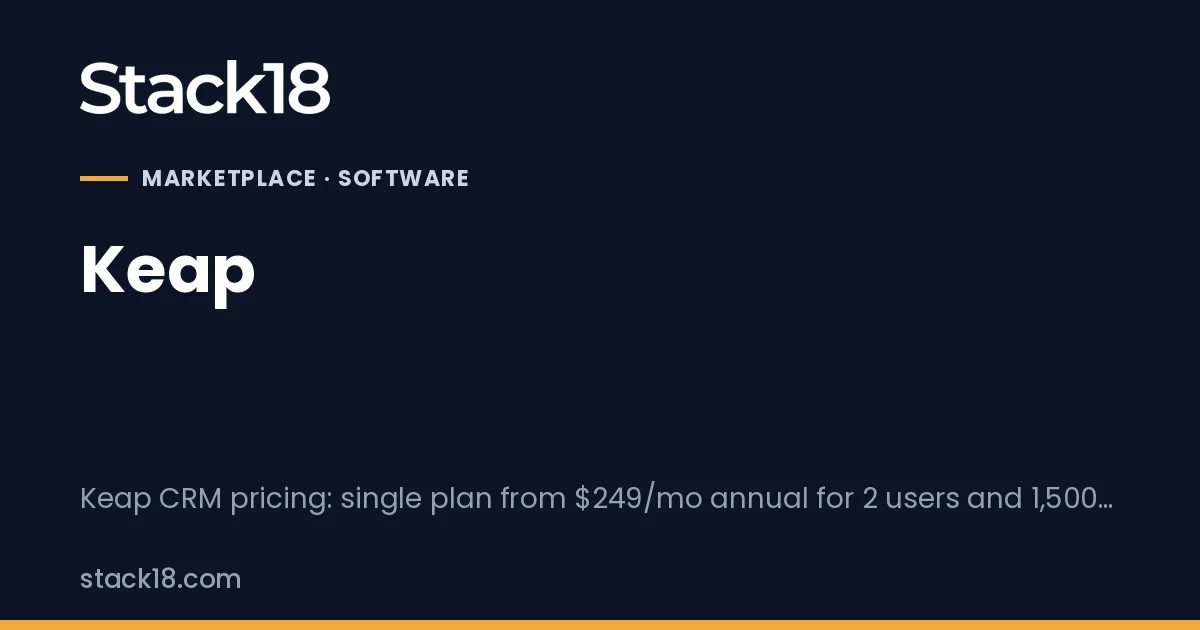 Stack18
MARKETPLACE · SOFTWARE
Keap
Keap CRM pricing: single plan from $249/mo annual for 2 users and 1,500...
stack18.com